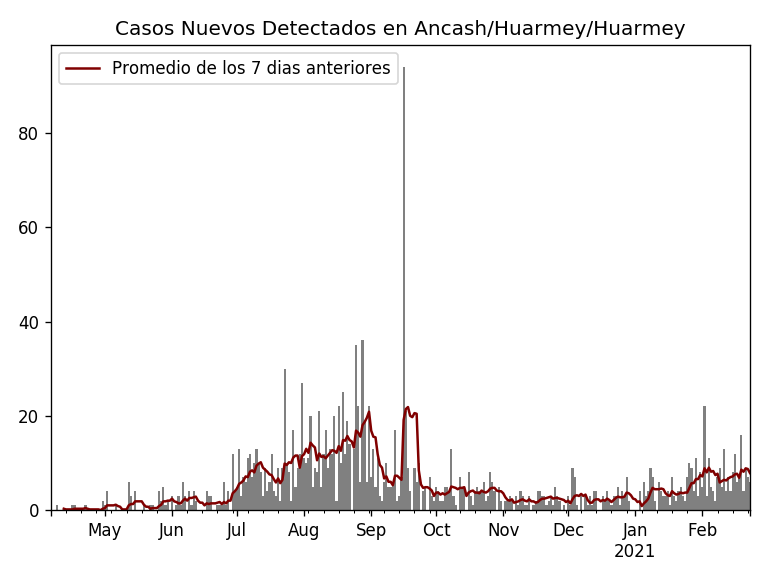 Casos Nuevos Detectados en Ancash/Huarmey/Huarmey
Promedio de los 7 dias anteriores
80
60
40
20
0
May Jun Jul Aug Sep Oct Nov Dec Jan Feb
2021